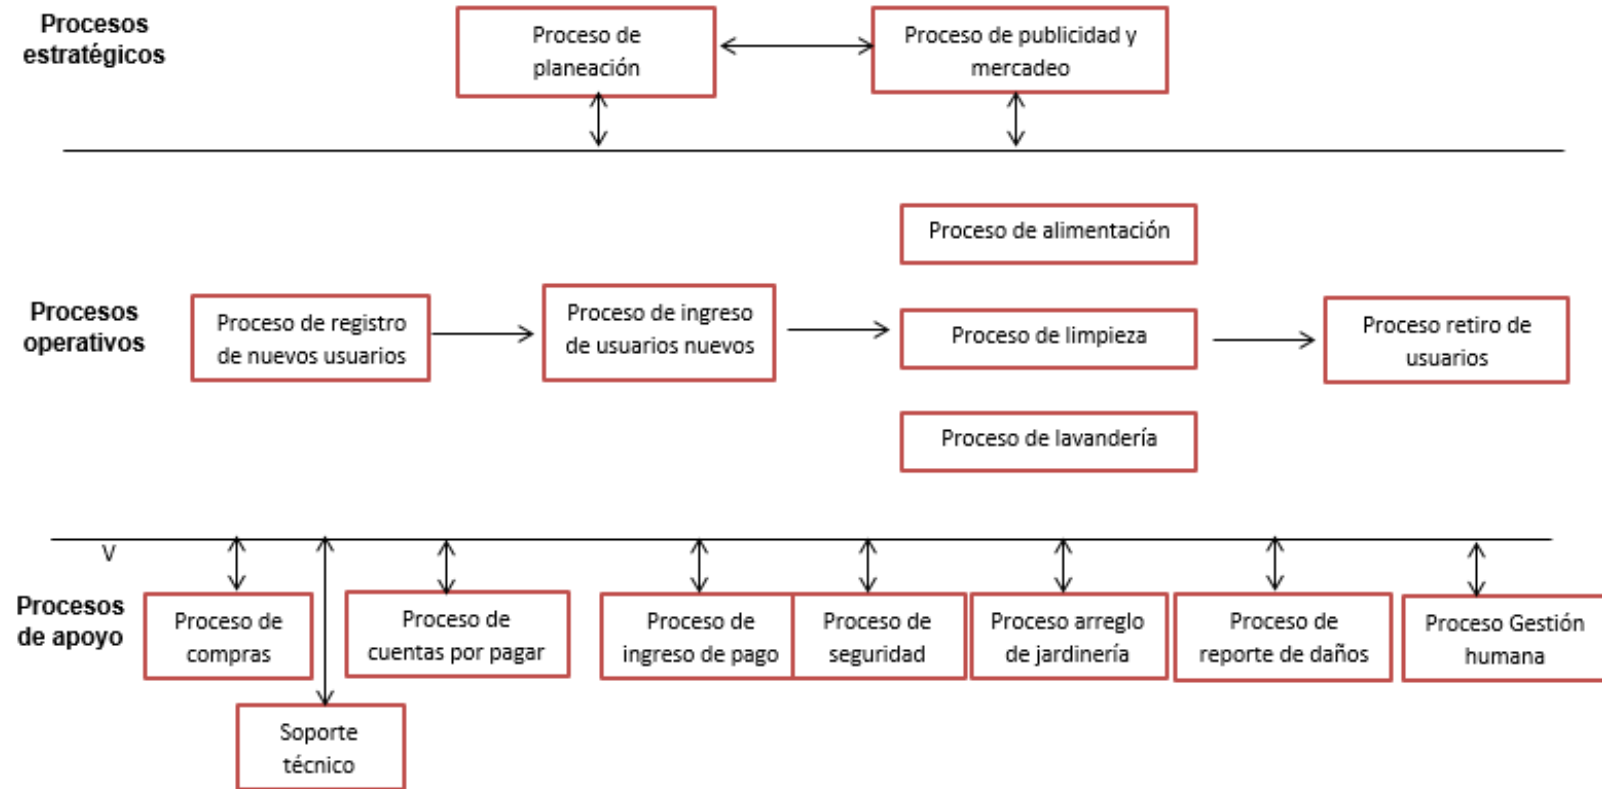 Procesos
estratégicos
Proceso de
planeación
Proceso de publicidad y
mercadeo
Proceso de alimentación
Procesos
operativos
Proceso de registro
de nuevos usuarios
Proceso de ingreso
de usuarios nuevos
Proceso de limpieza
Proceso retiro de
usuarios
Proceso de lavandería
V
Procesos
de apoyo
Proceso de
compras
Proceso de
cuentas por pagar
Proceso de
ingreso de pago
Proceso de
seguridad
Proceso arreglo
de jardinería
Proceso de
reporte de daños
Proceso Gestión
humana
Soporte
técnico